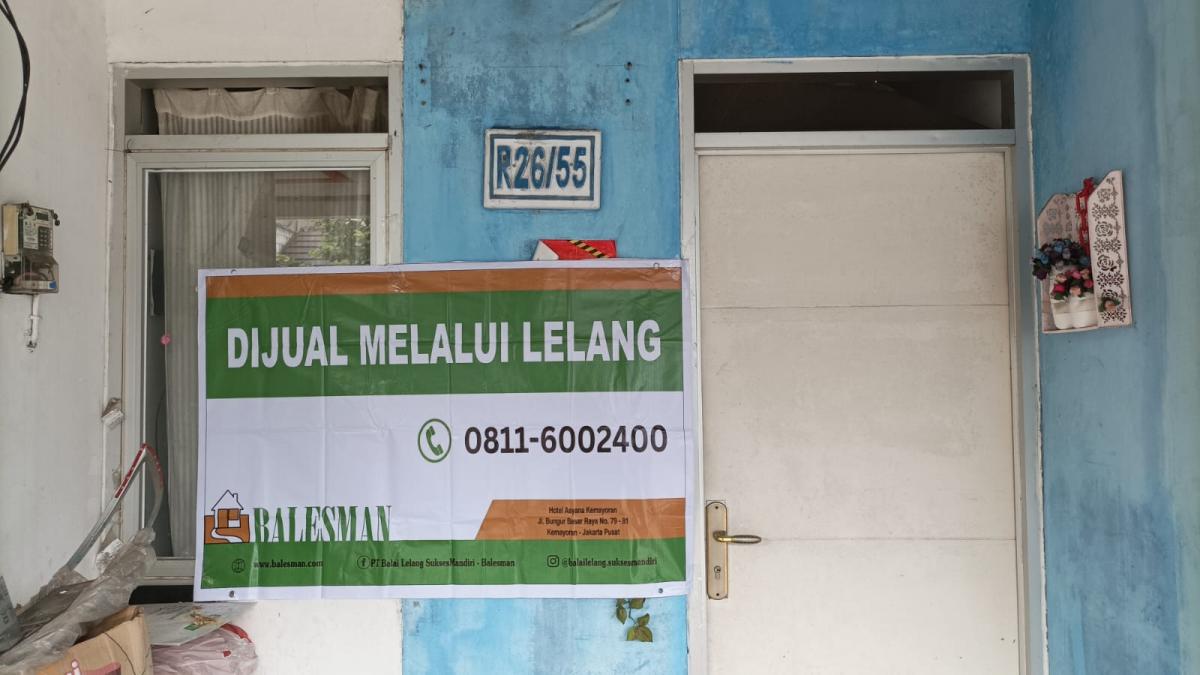 R26/55
DIJUAL MELALUI LELANG
0811-6002400
BALESMAN
Hotel Asyana Kemayoran
Jl. Bungur Besar Raya No. 79 - 81
Kemayoran - Jakarta Pusat
www.balesman.com
PT Balai Lelang SuksesMandiri - Balesman
@balailelang.suksesmandiri